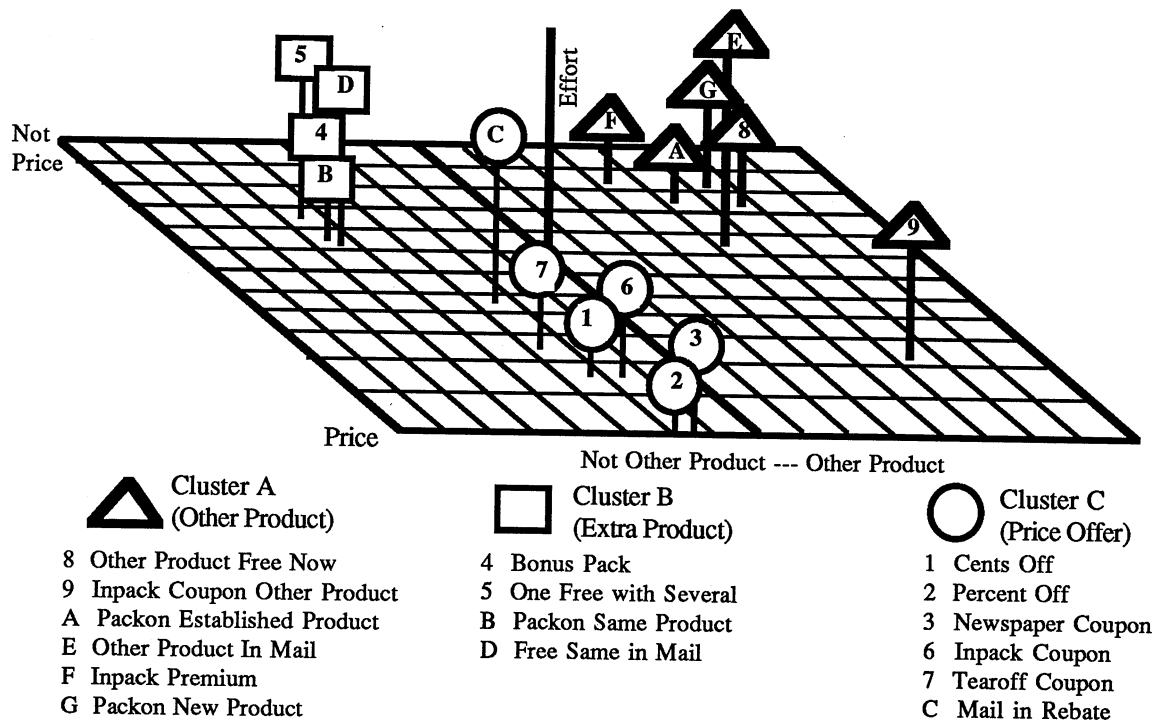 E
5
Effort
D
G
F
8
Not
Price
4
C
A
B
9
7
6
1
3
2
Price
Not Other Product --- Other Product
Cluster A
(Other Product)
8 Other Product Free Now
9 Inpack Coupon Other Product
A Packon Established Product
E Other Product In Mail
F Inpack Premium
G Packon New Product
Cluster B
(Extra Product)
4 Bonus Pack
5 One Free with Several
B Packon Same Product
D Free Same in Mail
Cluster C
(Price Offer)
1 Cents Off
2 Percent Off
3 Newspaper Coupon
6 Inpack Coupon
7 Tearoff Coupon
C Mail in Rebate